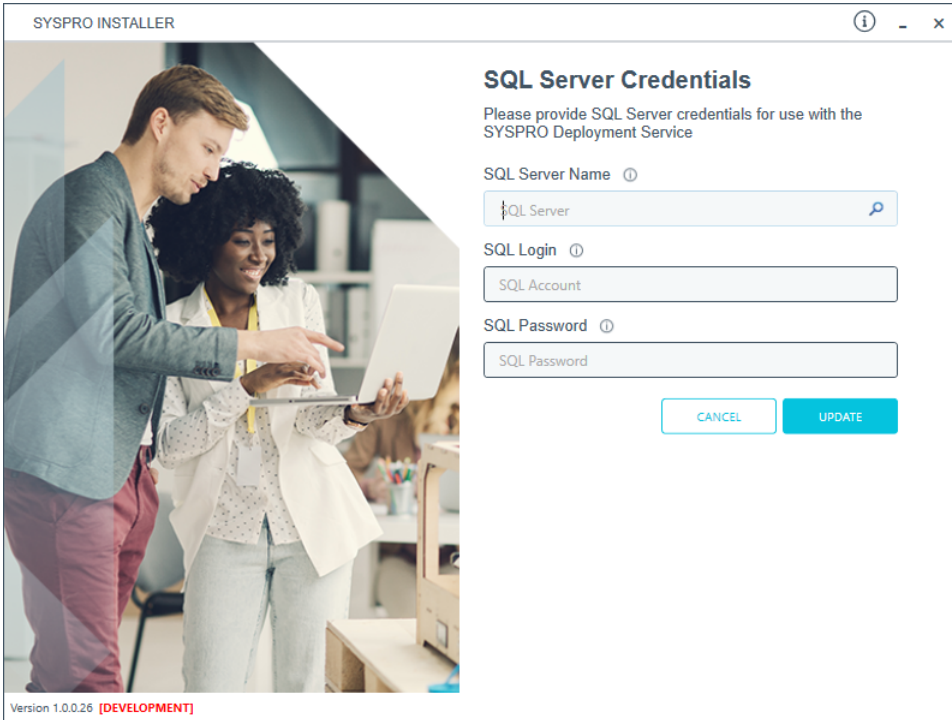 SYSPRO INSTALLER
SQL Server Credentials
Please provide SQL Server credentials for use with the
SYSPRO Deployment Service
SQL Server Name
SQL Server
SQL Login
SQL Account
SQL Password
SQL Password
CANCEL
UPDATE
Version 1.0.0.26 [DEVELOPMENT]